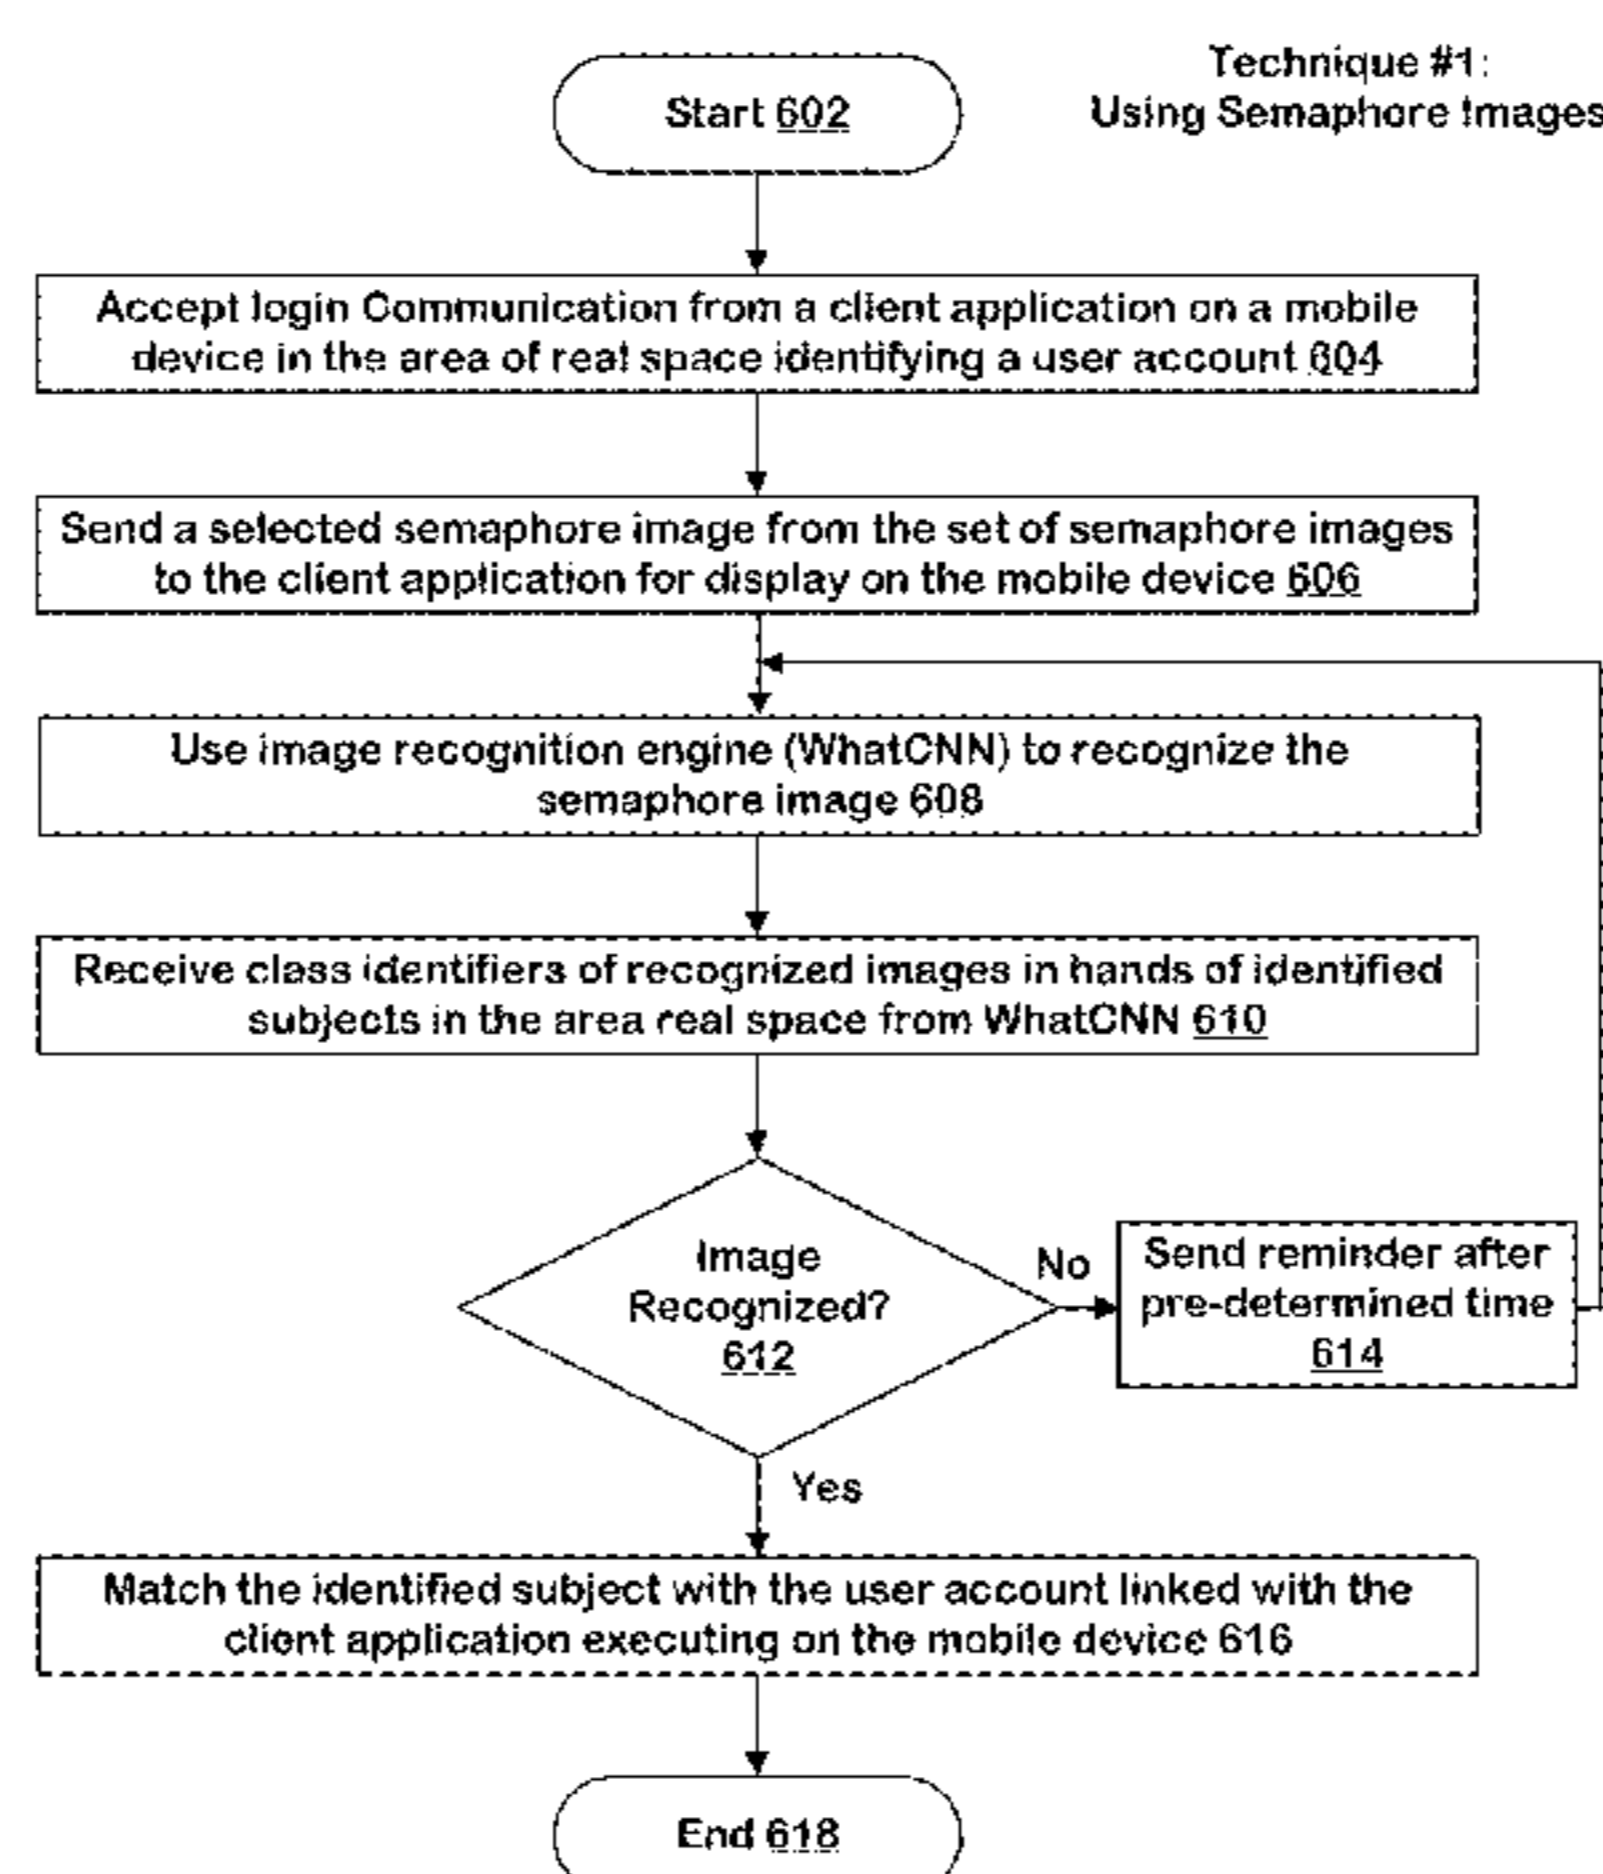 Technique #1:
Using Semaphore Images
Start 602
Accept login Communication from a client application on a mobile
device in the area of real space identifying a user account 604
Send a selected semaphore image from the set of semaphore images
to the client application for display on the mobile device 606
Use image recognition engine (WhatCNN) to recognize the
semaphore image 608
Receive class identifiers of recognized images in hands of identified
subjects in the area real space from WhatCNN 610
Image
Recognized?
612
No
Send reminder after
pre-determined time
614
Yes
Match the identified subject with the user account linked with the
client application executing on the mobile device 616
End 618